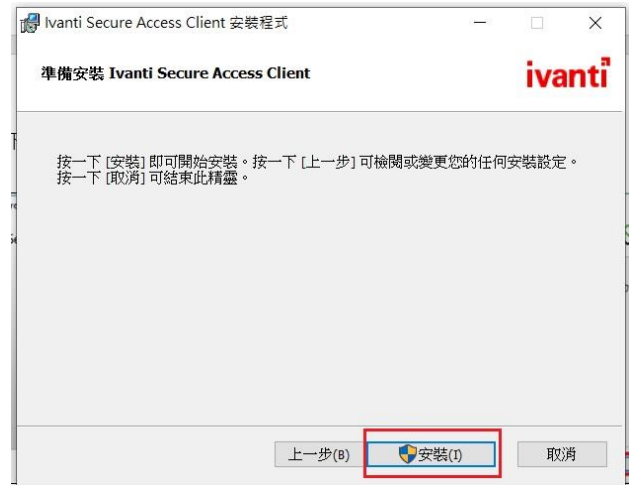 Ivanti Secure Access Client 安裝程式
準備安裝 Ivanti Secure Access Client
ivanti
按一下 [安裝] 即可開始安裝。按一下 [上一步] 可檢閱或變更您的任何安裝設定。
按一下 [取消] 可結束此精靈。
上一步(B) 安裝(I) 取消